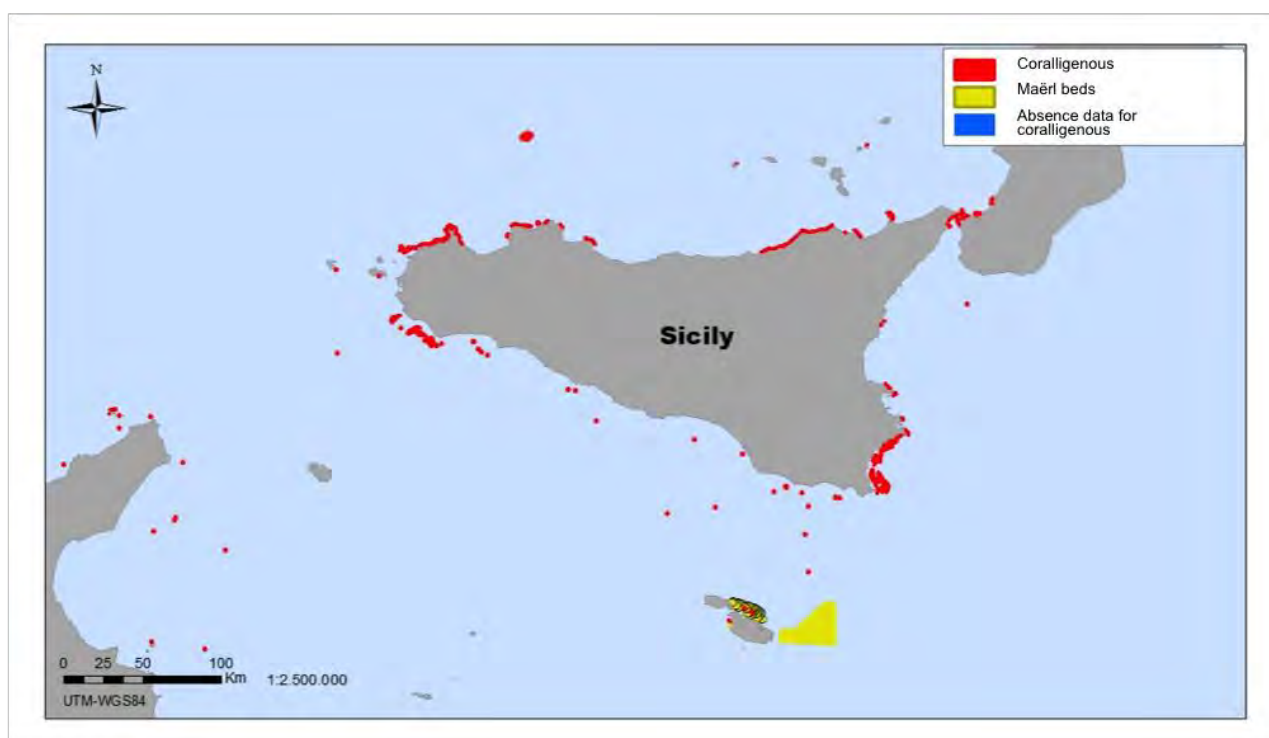 N
Coralligenous
Maërl beds
Absence data for
coralligenous
Sicily
0 25 50 100
Km
1:2.500.000
UTM-WGS84